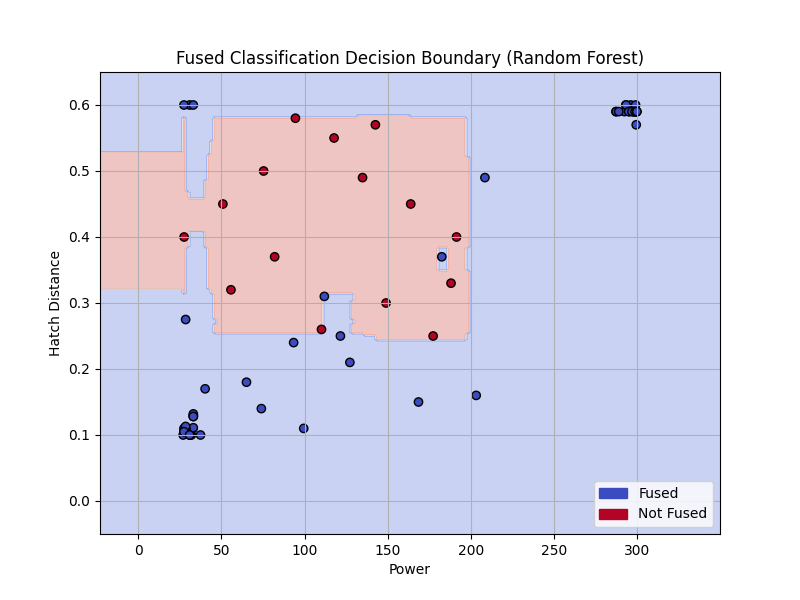 Fused Classification Decision Boundary (Random Forest)
Hatch Distance
0.6
0.5
0.4
0.3
0.2
0.1
0.0
Fused
Not Fused
0 50 100 150 200 250 300
Power